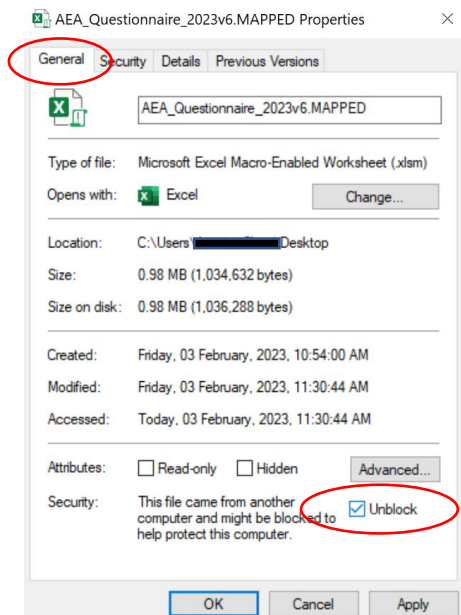 AEA_Questionnaire_2023v6.MAPPED Properties
General Security Details Previous Versions
AEA_Questionnaire_2023v6.MAPPED
Type of file: Microsoft Excel Macro-Enabled Worksheet (.xlsm)
Opens with: Excel Change...
Location: C:\Users\ Desktop
Size: 0.98 MB (1,034,632 bytes)
Size on disk: 0.98 MB (1,036,288 bytes)
Created: Friday, 03 February, 2023, 10:54:00 AM
Modified: Friday, 03 February, 2023, 11:30:44 AM
Accessed: Today, 03 February, 2023, 11:30:44 AM
Attributes: Read-only Hidden Advanced...
Security: This file came from another
computer and might be blocked to
help protect this computer.
Unblock
OK Cancel Apply